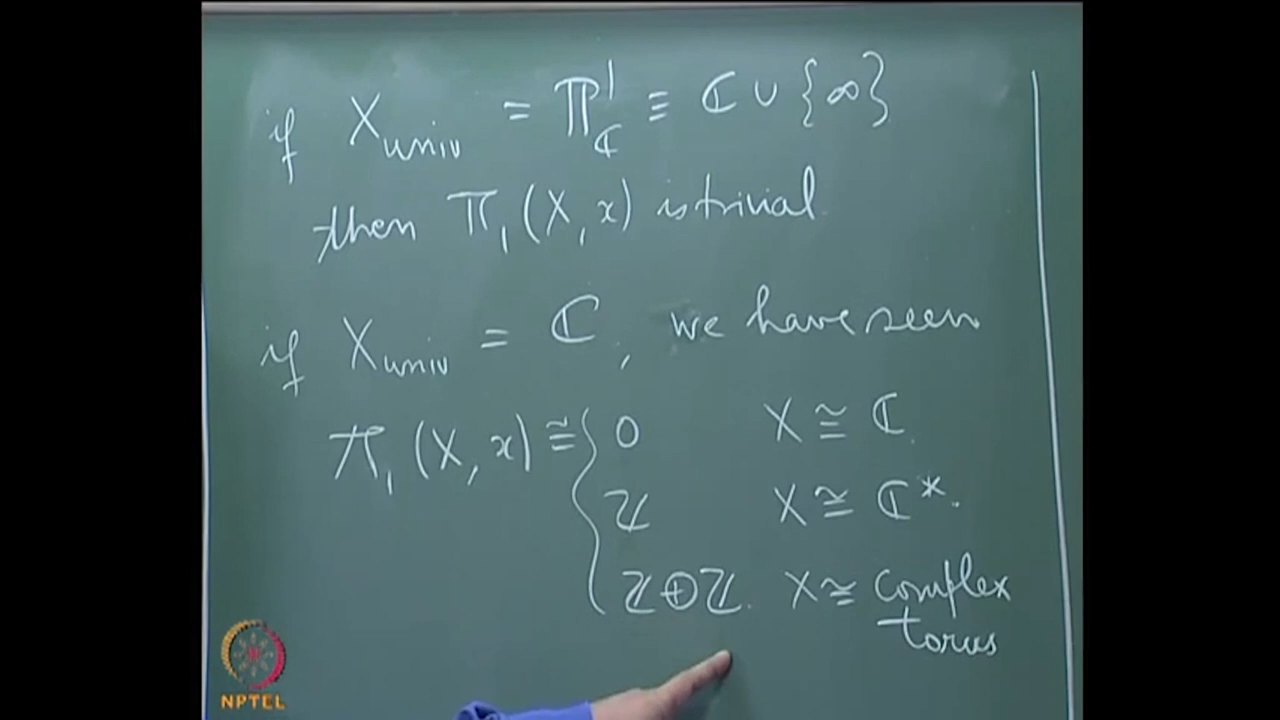 if X_univ = ℙ¹_ℂ ≡ ℂ ∪ {∞}
then π₁(X, x) is trivial.
if X_univ = ℂ, we have seen
π₁(X, x) ≅ { 0 X ≅ ℂ.
ℤ X ≅ ℂ*.
ℤ⊕ℤ. X ≅ complex
torus
NPTEL